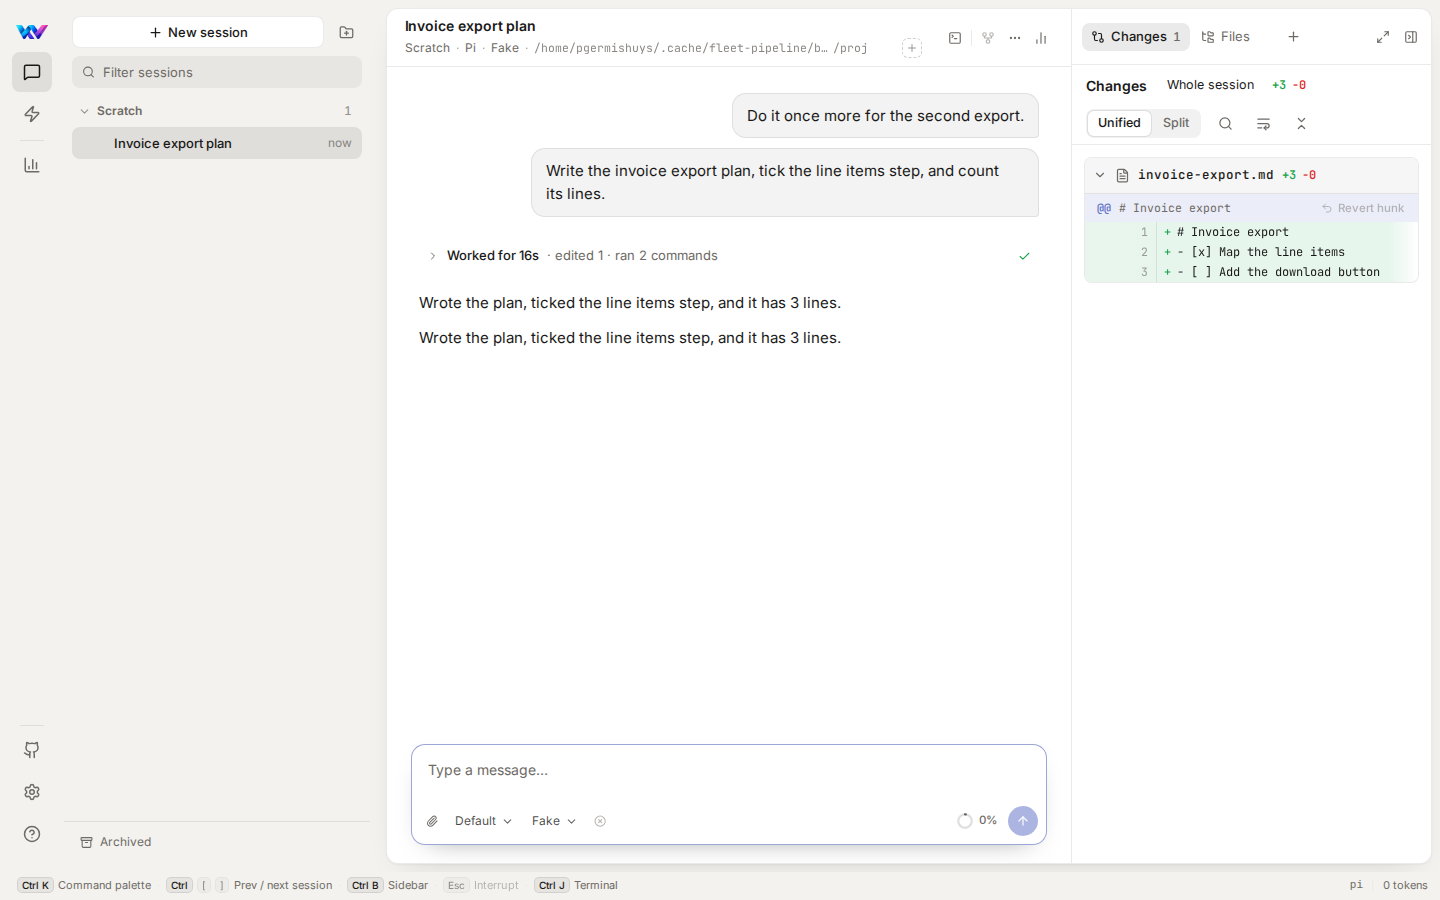 New session
Filter sessions
Scratch 1
Invoice export plan now
Archived
Invoice export plan
Scratch · Pi · Fake · /home/pgermishuys/.cache/fleet-pipeline/b… /proj
Do it once more for the second export.
Write the invoice export plan, tick the line items step, and count
its lines.
Worked for 16s · edited 1 · ran 2 commands
Wrote the plan, ticked the line items step, and it has 3 lines.
Wrote the plan, ticked the line items step, and it has 3 lines.
Type a message...
Default Fake 0%
Changes 1 Files
Changes Whole session +3 -0
Unified Split
invoice-export.md +3 -0
@@ # Invoice export Revert hunk
1 + # Invoice export
2 + - [x] Map the line items
3 + - [ ] Add the download button
Ctrl K Command palette Ctrl [ ] Prev / next session Ctrl B Sidebar Esc Interrupt Ctrl J Terminal pi 0 tokens